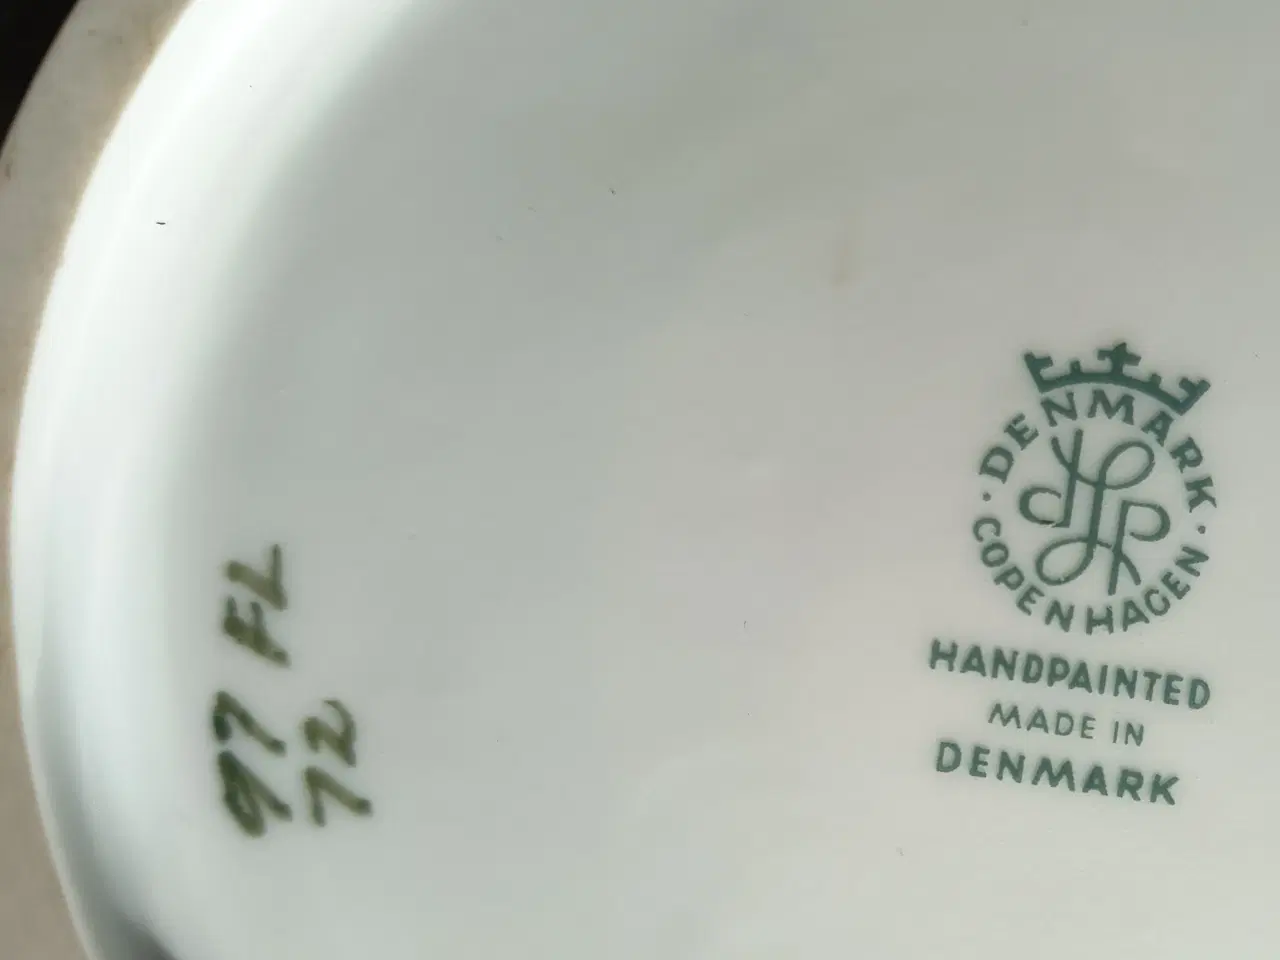 97 FL
72
DENMARK
COPENHAGEN
HANDPAINTED
MADE IN
DENMARK